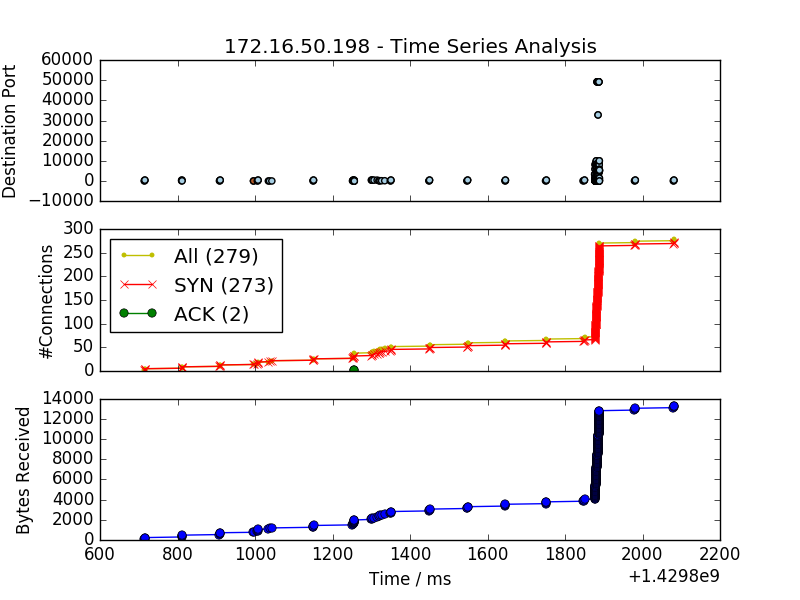 172.16.50.198 - Time Series Analysis
60000
50000
40000
30000
20000
10000
0
−10000
Destination Port
300
250
200
150
100
50
0
#Connections
All (279)
SYN (273)
ACK (2)
14000
12000
10000
8000
6000
4000
2000
0
Bytes Received
600 800 1000 1200 1400 1600 1800 2000 2200
Time / ms
+1.4298e9